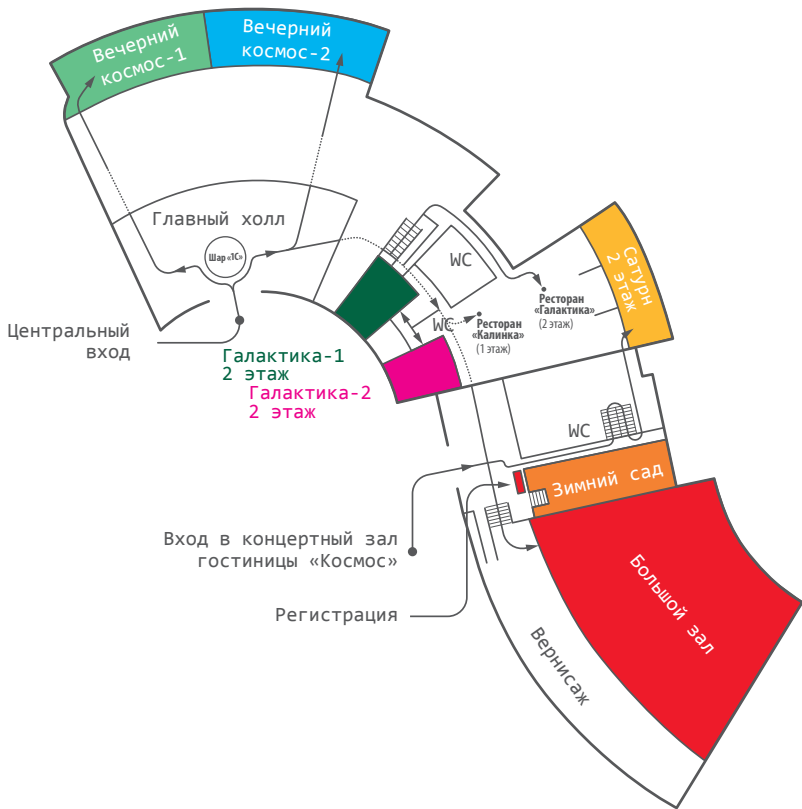 Вечерний
космос-1
Вечерний
космос-2
Главный холл
Шар «1С»
WC
Сатурн
2 этаж
Ресторан
«Галактика»
(2 этаж)
WC
Ресторан
«Калинка»
(1 этаж)
Центральный
вход
Галактика-1
2 этаж
Галактика-2
2 этаж
WC
Зимний сад
Вход в концертный зал
гостиницы «Космос»
Большой зал
Регистрация
Вернисаж